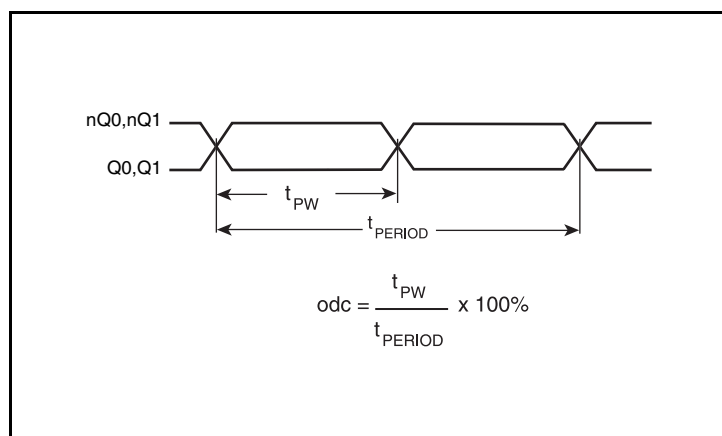 nQ0,nQ1
Q0,Q1
tPW
tPERIOD
odc = tPW / tPERIOD x 100%